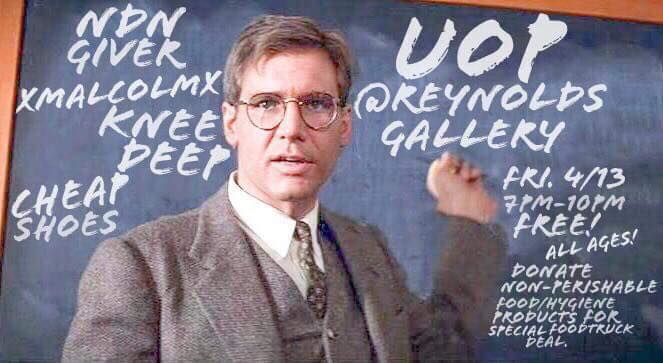 NDN
GIVER
XMALCOLMX
KNEE
DEEP
CHEAP
SHOES
UOP
@REYNOLDS
GALLERY
FRI. 4/13
7PM-10PM
FREE!
ALL AGES!
DONATE
NON-PERISHABLE
FOOD/HYGIENE
PRODUCTS FOR
SPECIAL FOODTRUCK
DEAL.